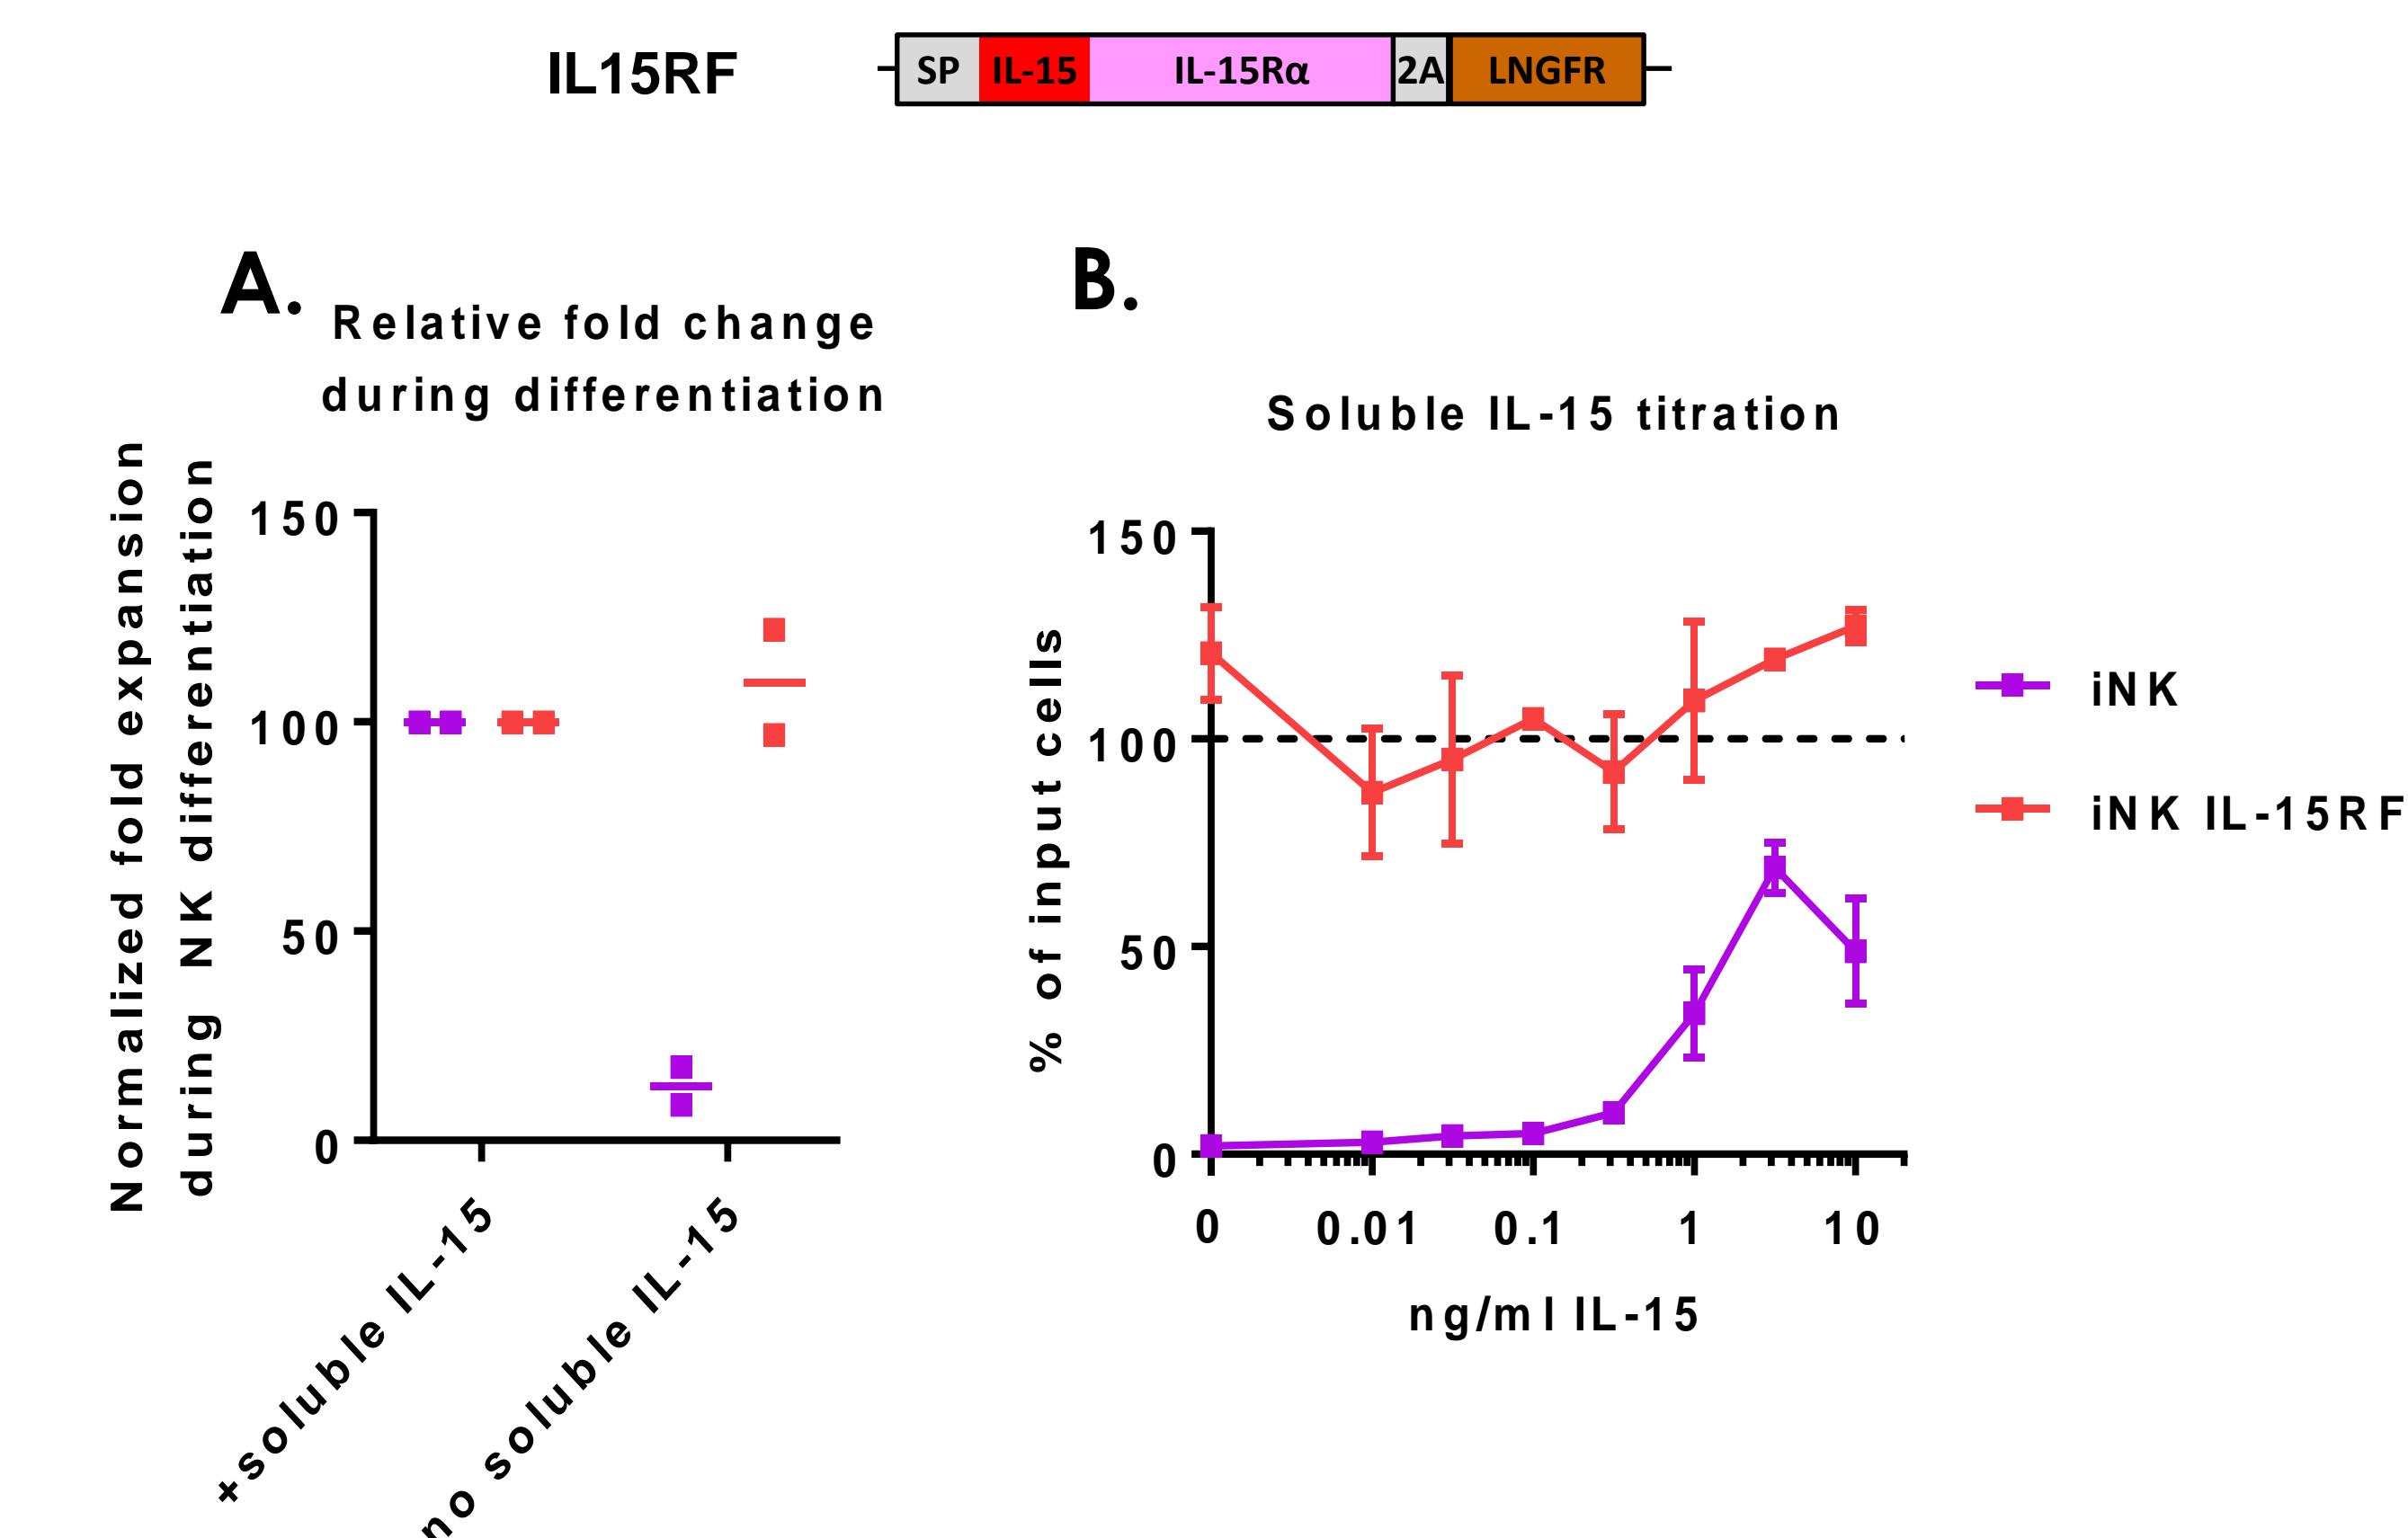 IL15RF
SP IL-15 IL-15Rα 2A LNGFR
A.
Relative fold change
during differentiation
Normalized fold expansion
during NK differentiation
150
100
50
0
+soluble IL-15
no soluble IL-15
B.
Soluble IL-15 titration
% of input cells
150
100
50
0
0 0.01 0.1 1 10
ng/ml IL-15
iNK
iNK IL-15RF